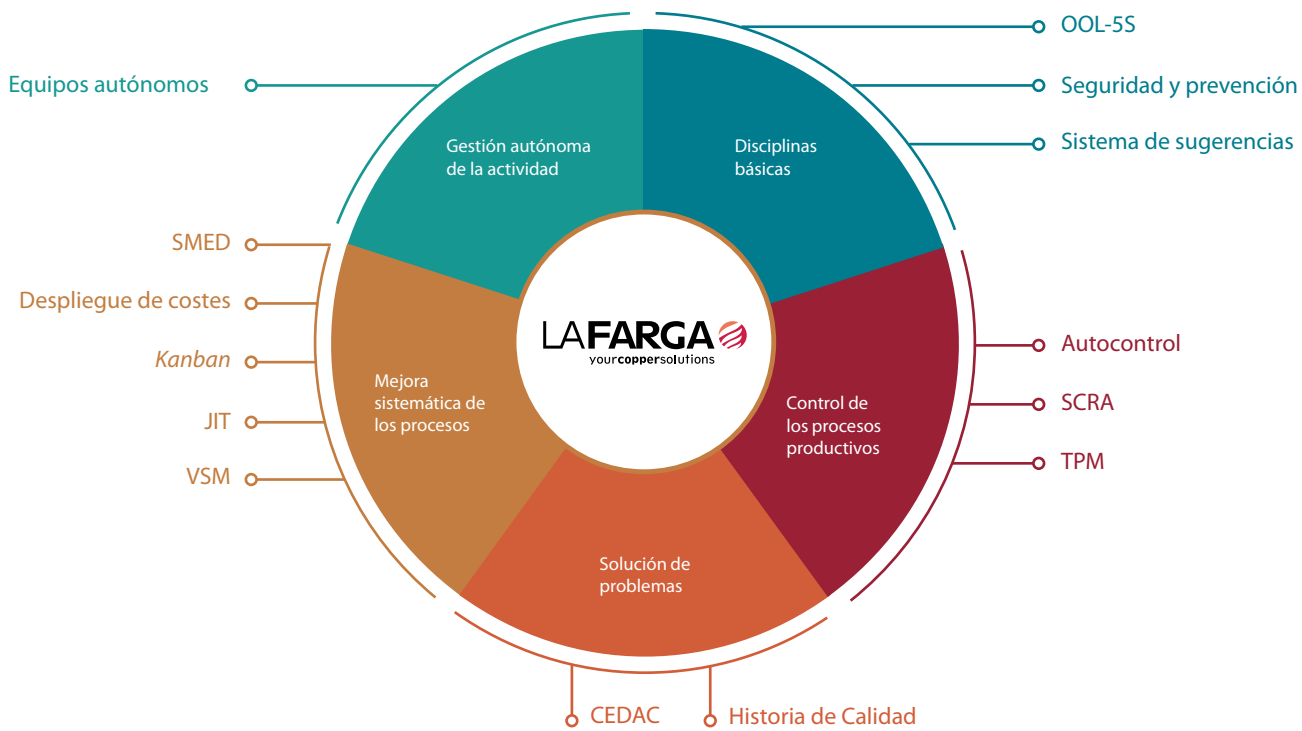 OOL-5S
Seguridad y prevención
Sistema de sugerencias
Equipos autónomos
Gestión autónoma
de la actividad
Disciplinas
básicas
SMED
Despliegue de costes
Kanban
JIT
VSM
LAFARGA
yourcoppersolutions
Mejora
sistemática de
los procesos
Control de
los procesos
productivos
Autocontrol
SCRA
TPM
Solución de
problemas
CEDAC
Historia de Calidad